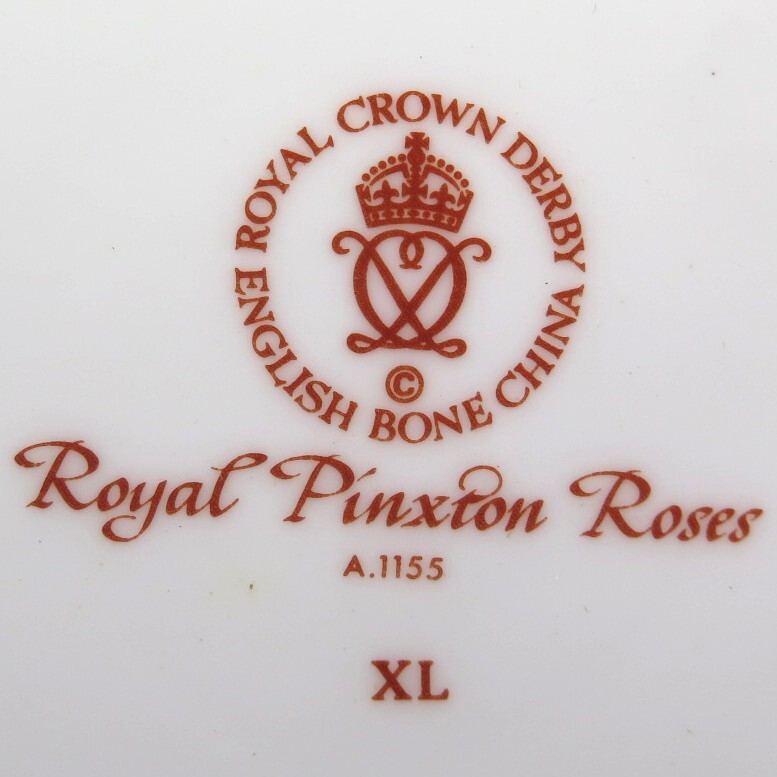 ROYAL CROWN DERBY
ENGLISH BONE CHINA
©
Royal Pinxton Roses
A.1155
XL